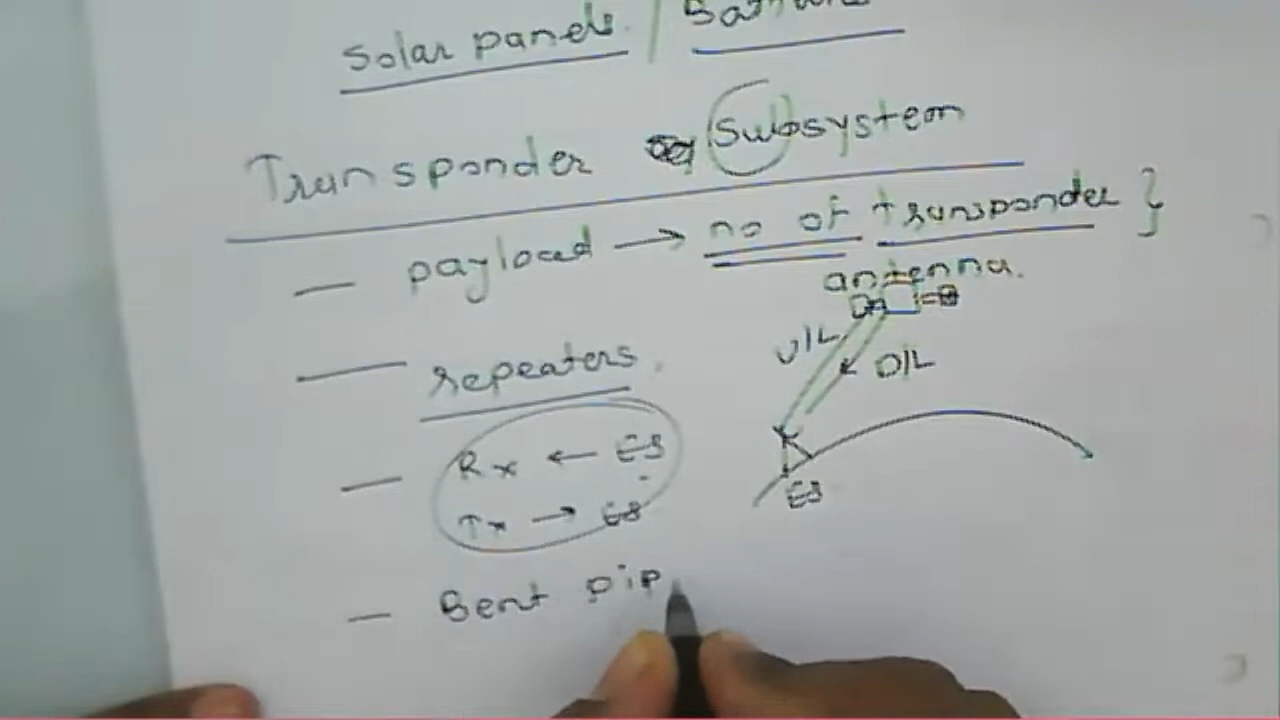 Solar panels /
Transponder Subsystem
— payload → no of transponder }
antenna.
U/L
D/L
— repeaters.
— Rx ← ES
Tx → ES
ES
— Bent pip